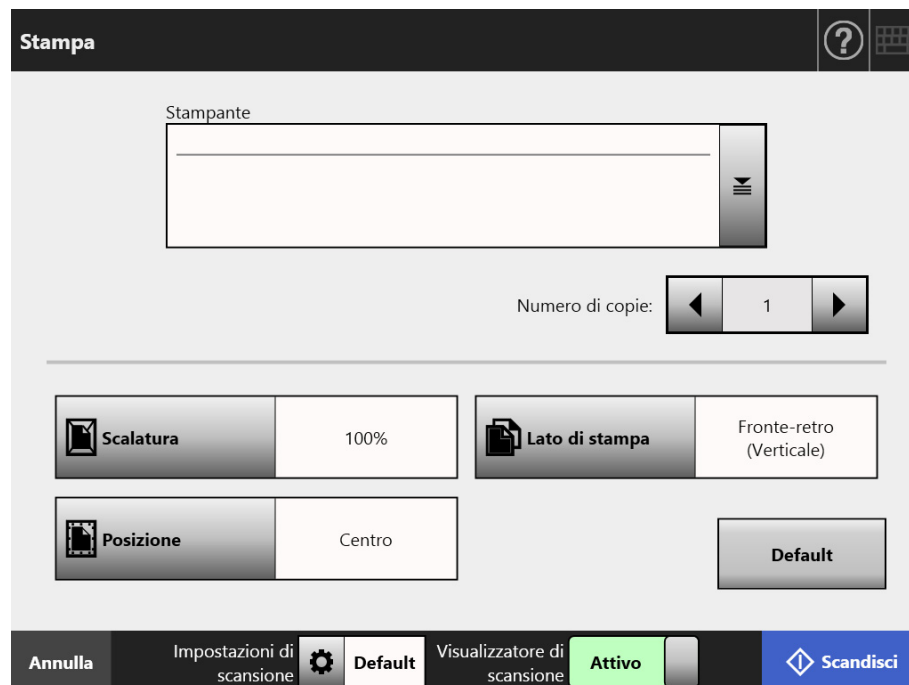 Stampa
?
Stampante
Numero di copie:
1
Scalatura
100%
Lato di stampa
Fronte-retro
(Verticale)
Posizione
Centro
Default
Annulla
Impostazioni di
scansione
Default
Visualizzatore di
scansione
Attivo
Scandisci